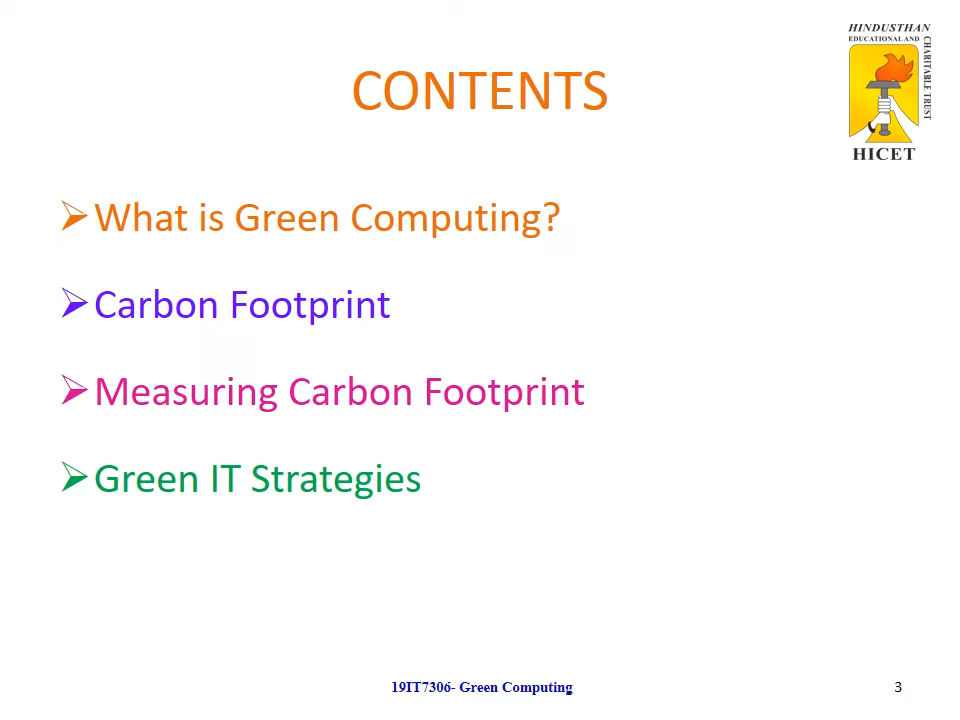 HINDUSTHAN
EDUCATIONAL AND
CHARITABLE TRUST
HICET
CONTENTS
What is Green Computing?
Carbon Footprint
Measuring Carbon Footprint
Green IT Strategies
19IT7306- Green Computing
3